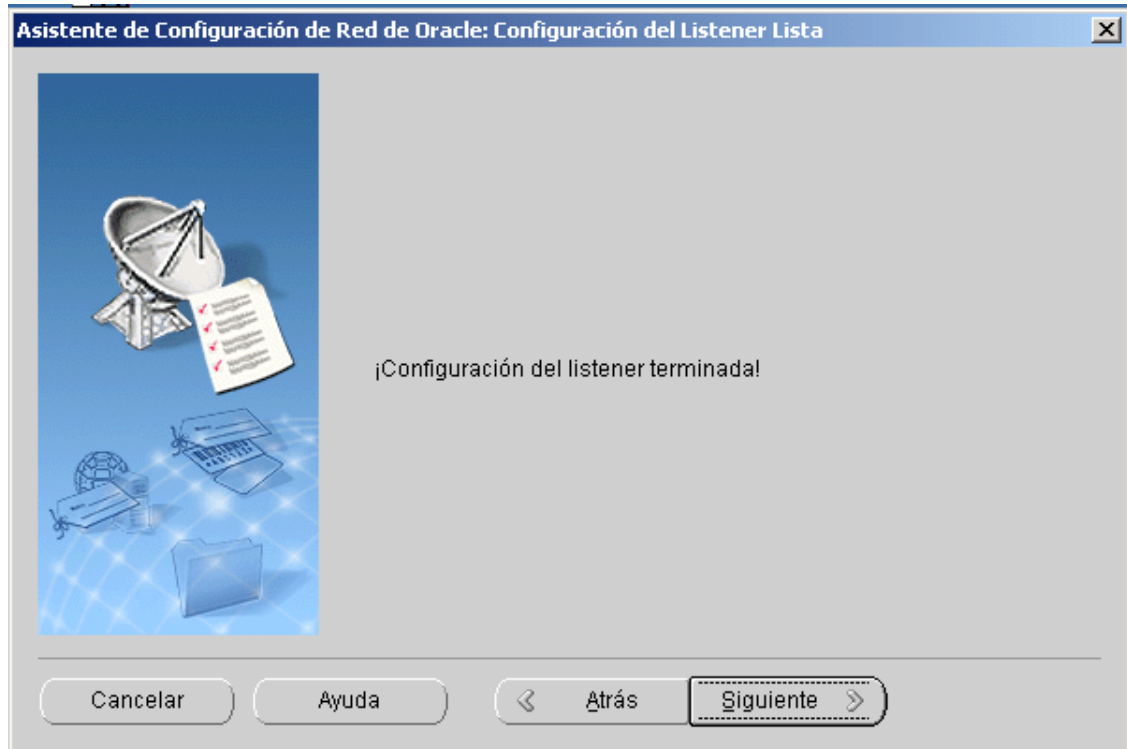 Asistente de Configuración de Red de Oracle: Configuración del Listener Lista
¡Configuración del listener terminada!
Cancelar
Ayuda
Atrás
Siguiente